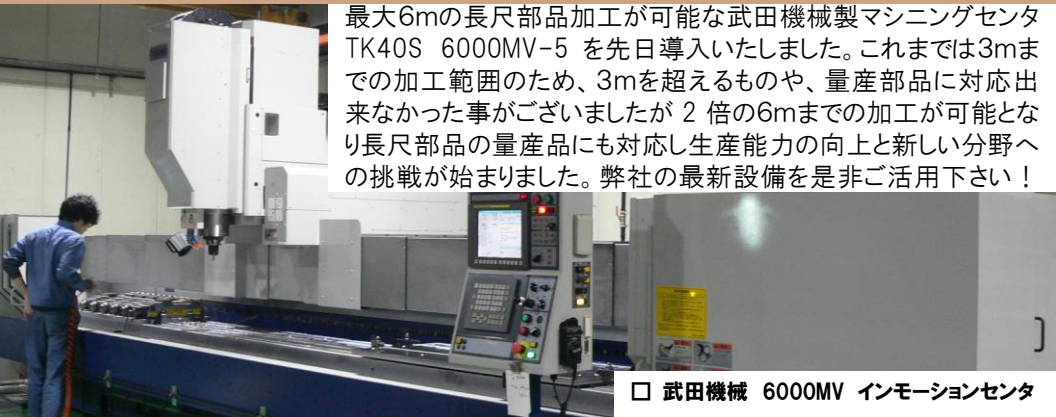 最大6mの長尺部品加工が可能な武田機械製マシニングセンタ
TK40S 6000MV-5 を先日導入いたしました。これまでは3mま
での加工範囲のため、3mを超えるものや、量産部品に対応出
来なかった事がございましたが 2 倍の6mまでの加工が可能とな
り長尺部品の量産品にも対応し生産能力の向上と新しい分野へ
の挑戦が始まりました。弊社の最新設備を是非ご活用下さい！
□ 武田機械 6000MV インモーションセンタ